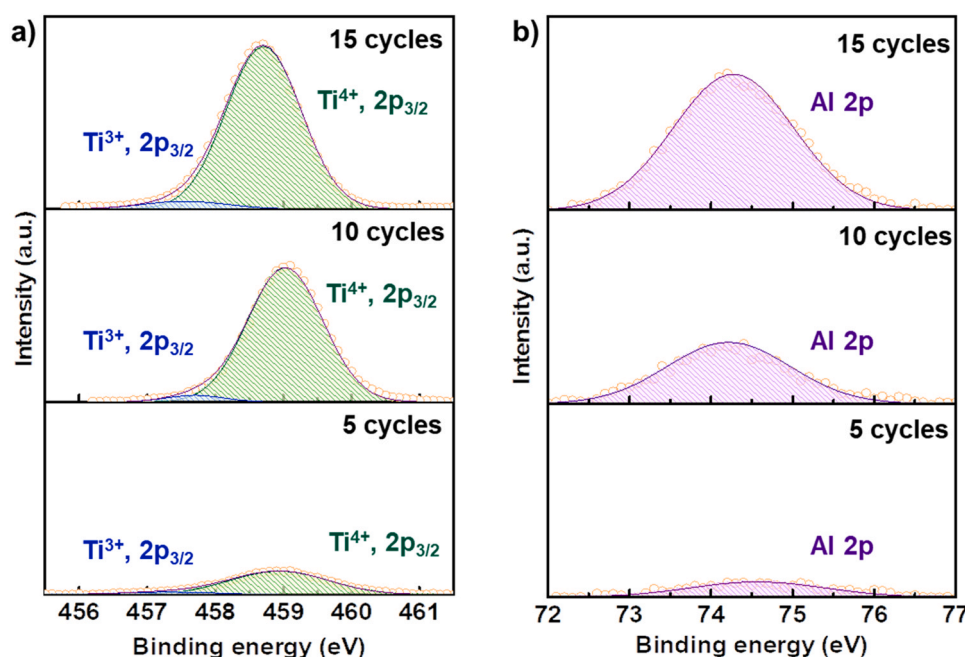 a)
15 cycles
Ti⁴⁺, 2p₃/₂
Ti³⁺, 2p₃/₂
10 cycles
Ti⁴⁺, 2p₃/₂
Ti³⁺, 2p₃/₂
5 cycles
Ti³⁺, 2p₃/₂
Ti⁴⁺, 2p₃/₂
Intensity (a.u.)
456 457 458 459 460 461
Binding energy (eV)
b)
15 cycles
Al 2p
10 cycles
Al 2p
5 cycles
Al 2p
Intensity (a.u.)
72 73 74 75 76 77
Binding energy (eV)